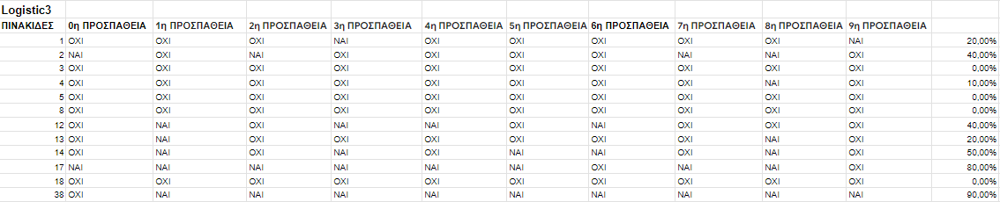 Logistic3
ΠΙΝΑΚΙΔΕΣ 0η ΠΡΟΣΠΑΘΕΙΑ 1η ΠΡΟΣΠΑΘΕΙΑ 2η ΠΡΟΣΠΑΘΕΙΑ 3η ΠΡΟΣΠΑΘΕΙΑ 4η ΠΡΟΣΠΑΘΕΙΑ 5η ΠΡΟΣΠΑΘΕΙΑ 6η ΠΡΟΣΠΑΘΕΙΑ 7η ΠΡΟΣΠΑΘΕΙΑ 8η ΠΡΟΣΠΑΘΕΙΑ 9η ΠΡΟΣΠΑΘΕΙΑ
1 ΟΧΙ ΟΧΙ ΟΧΙ ΝΑΙ ΟΧΙ ΟΧΙ ΟΧΙ ΟΧΙ ΟΧΙ ΝΑΙ 20,00%
2 ΝΑΙ ΟΧΙ ΝΑΙ ΟΧΙ ΟΧΙ ΟΧΙ ΟΧΙ ΝΑΙ ΝΑΙ ΟΧΙ 40,00%
3 ΟΧΙ ΟΧΙ ΟΧΙ ΟΧΙ ΟΧΙ ΟΧΙ ΟΧΙ ΟΧΙ ΟΧΙ ΟΧΙ 0,00%
4 ΟΧΙ ΟΧΙ ΟΧΙ ΟΧΙ ΟΧΙ ΟΧΙ ΟΧΙ ΟΧΙ ΝΑΙ ΟΧΙ 10,00%
5 ΟΧΙ ΟΧΙ ΟΧΙ ΟΧΙ ΟΧΙ ΟΧΙ ΟΧΙ ΟΧΙ ΟΧΙ ΟΧΙ 0,00%
8 ΟΧΙ ΟΧΙ ΟΧΙ ΟΧΙ ΟΧΙ ΟΧΙ ΟΧΙ ΟΧΙ ΟΧΙ ΟΧΙ 0,00%
12 ΟΧΙ ΝΑΙ ΟΧΙ ΝΑΙ ΝΑΙ ΟΧΙ ΝΑΙ ΟΧΙ ΟΧΙ ΟΧΙ 40,00%
13 ΟΧΙ ΝΑΙ ΟΧΙ ΟΧΙ ΟΧΙ ΟΧΙ ΟΧΙ ΟΧΙ ΝΑΙ ΟΧΙ 20,00%
14 ΟΧΙ ΝΑΙ ΟΧΙ ΝΑΙ ΟΧΙ ΝΑΙ ΝΑΙ ΟΧΙ ΝΑΙ ΟΧΙ 50,00%
17 ΝΑΙ ΝΑΙ ΝΑΙ ΝΑΙ ΝΑΙ ΝΑΙ ΟΧΙ ΝΑΙ ΝΑΙ ΟΧΙ 80,00%
18 ΟΧΙ ΟΧΙ ΟΧΙ ΟΧΙ ΟΧΙ ΟΧΙ ΟΧΙ ΟΧΙ ΟΧΙ ΟΧΙ 0,00%
38 ΟΧΙ ΝΑΙ ΝΑΙ ΝΑΙ ΝΑΙ ΝΑΙ ΝΑΙ ΝΑΙ ΝΑΙ ΝΑΙ 90,00%